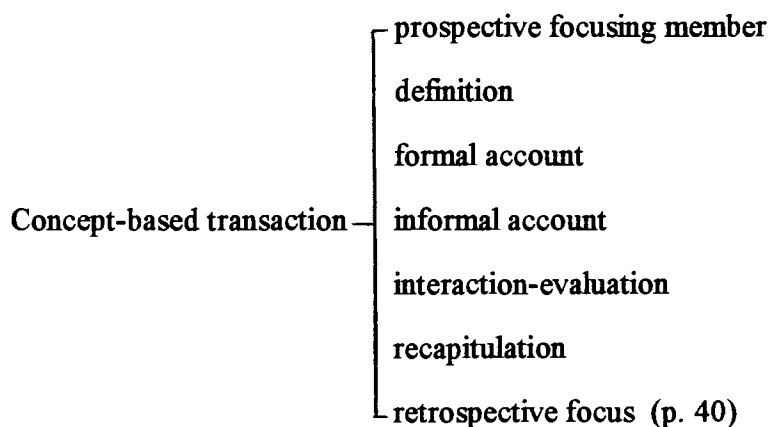 prospective focusing member
definition
formal account
Concept-based transaction
informal account
interaction-evaluation
recapitulation
retrospective focus (p. 40)